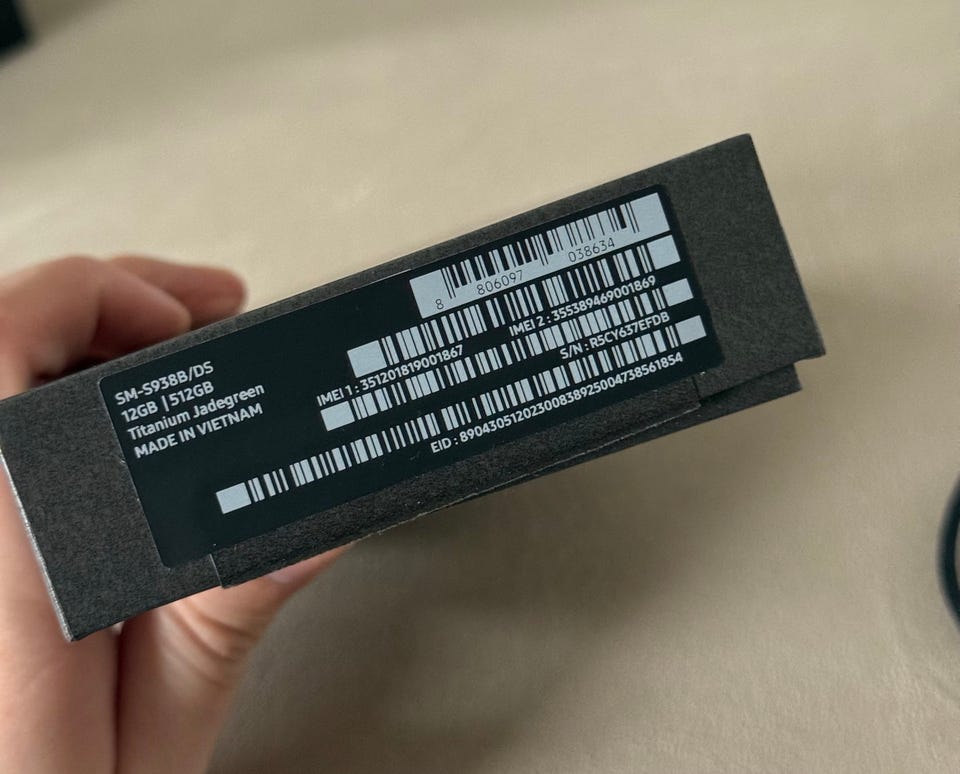 SM-S938B/DS
12GB | 512GB
Titanium Jadegreen
MADE IN VIETNAM
8 806097 038634
IMEI 1 : 351201819001867
IMEI 2 : 355389469001869
S/N : R5CY637EFDB
EID : 89043051202300838925004738561854